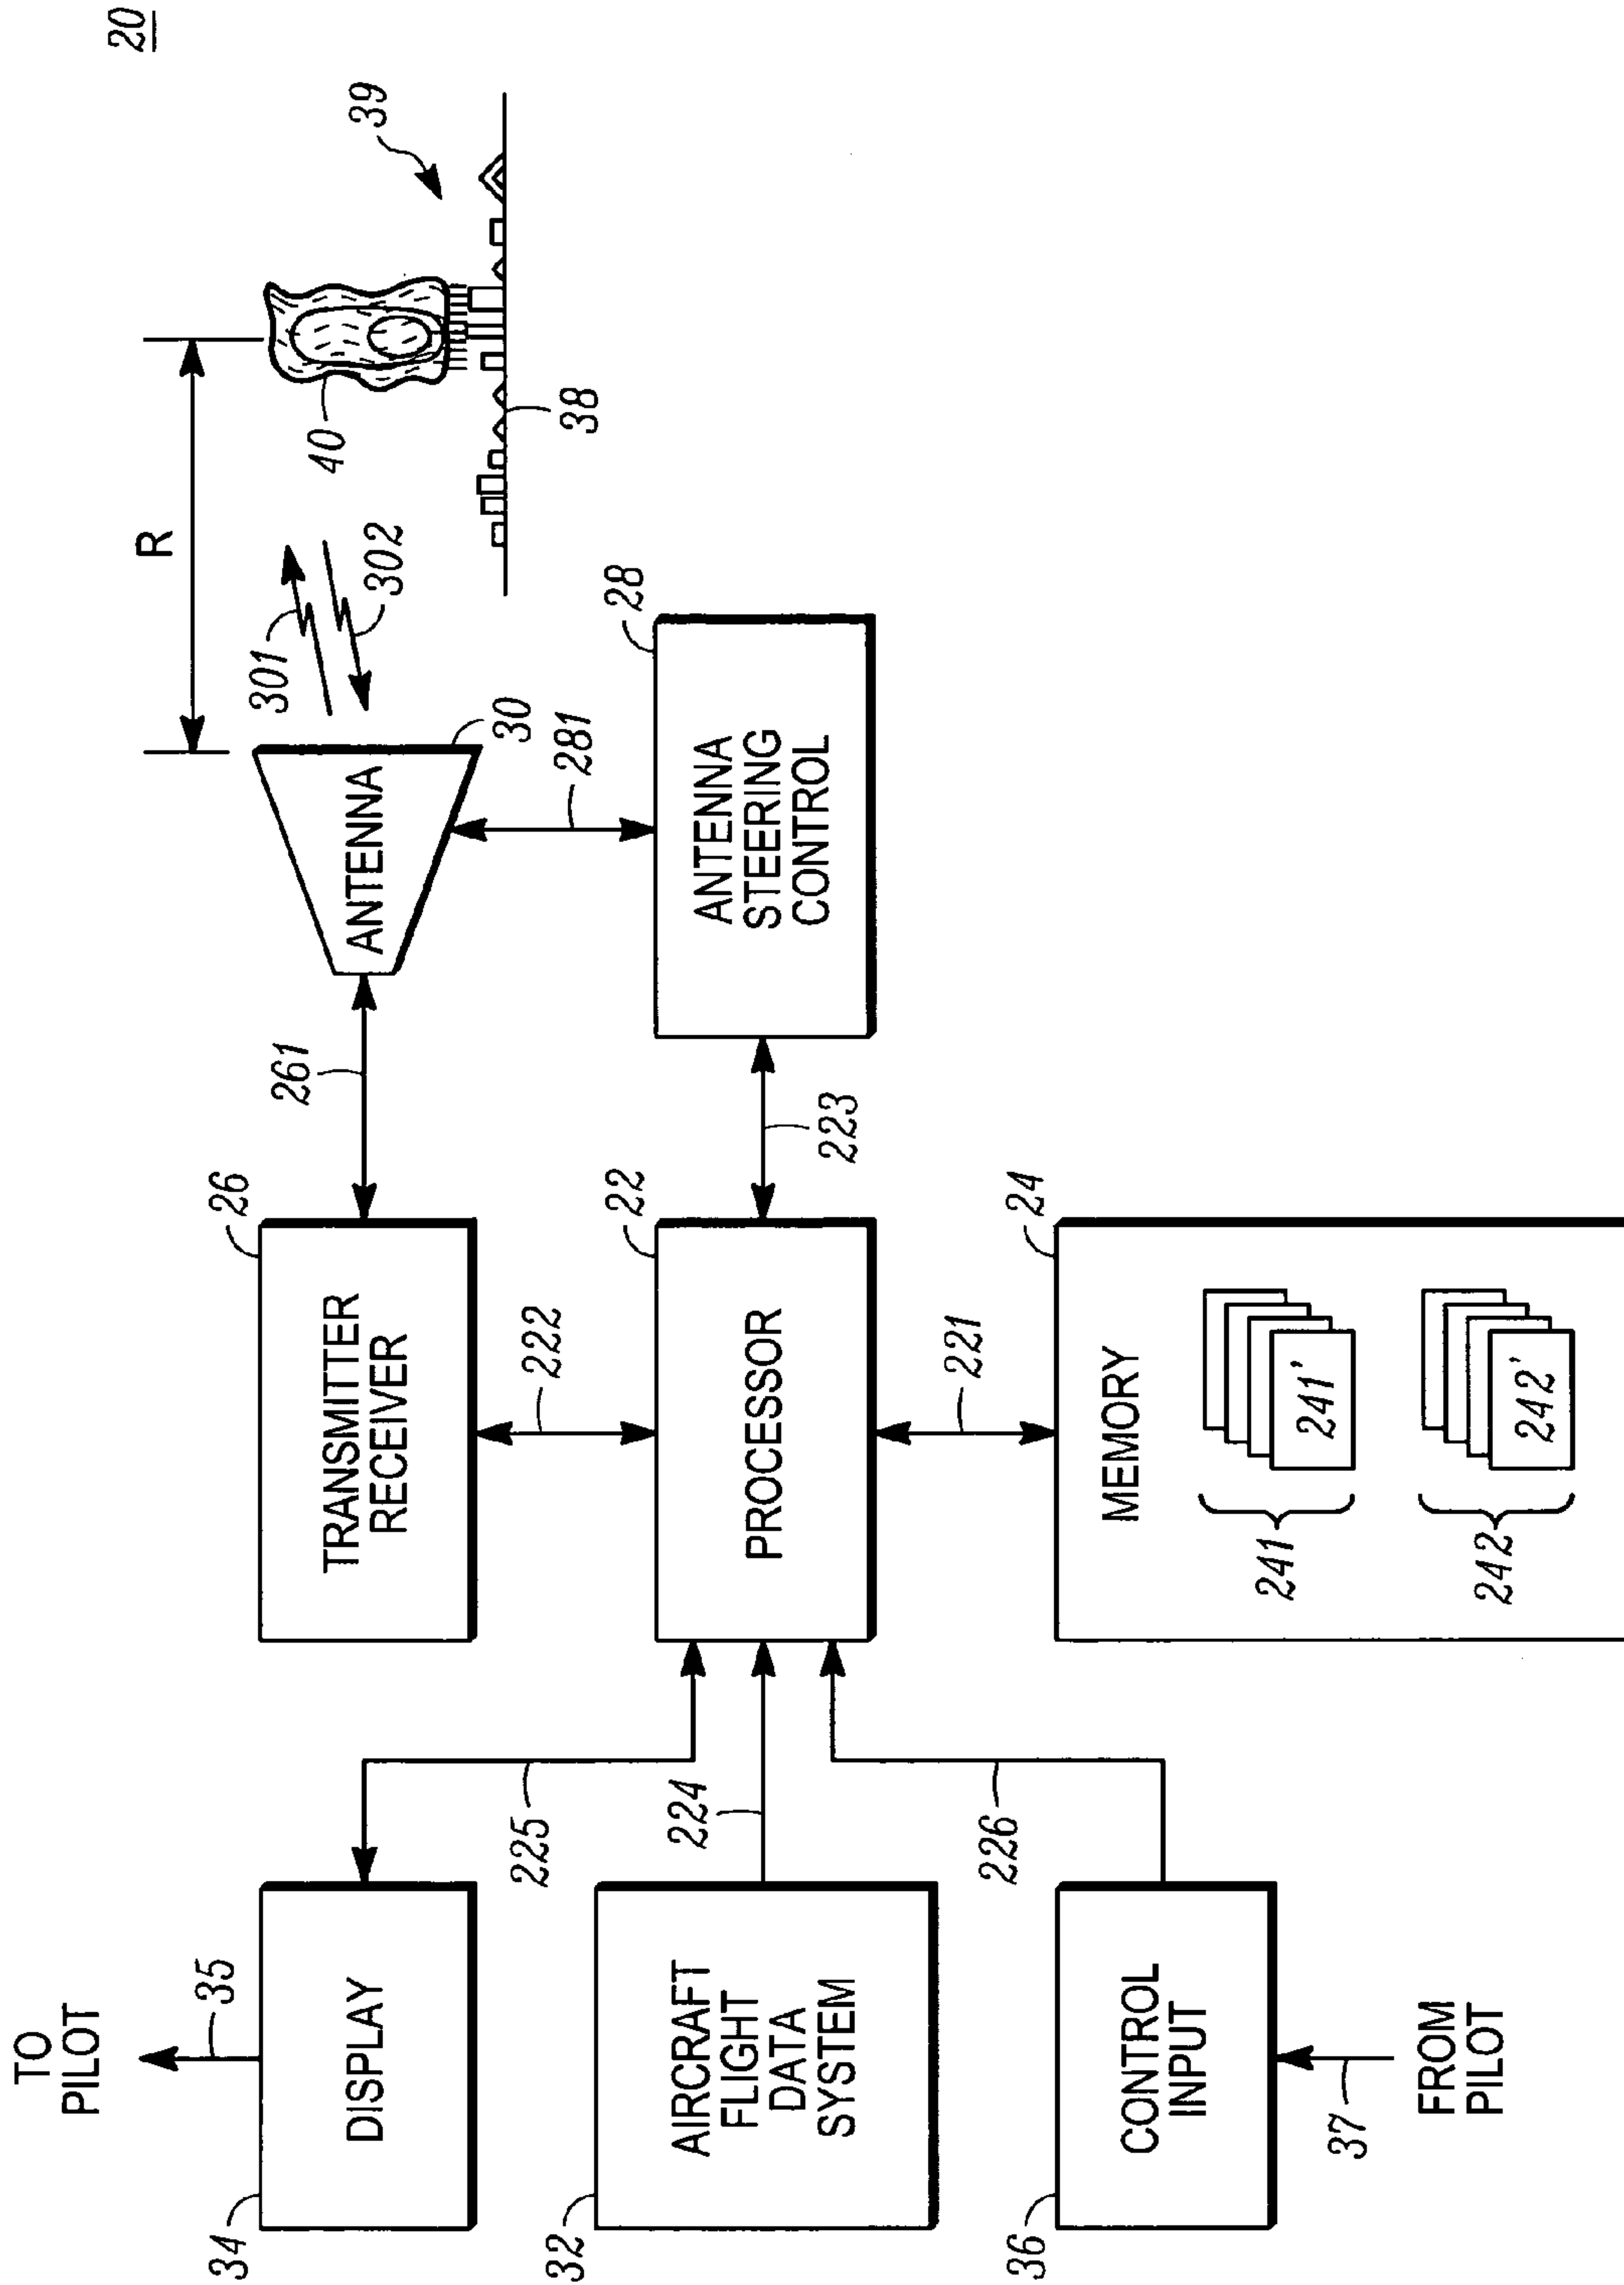 20
TO
PILOT
35
34
DISPLAY
225
26
TRANSMITTER
RECEIVER
222
261
ANTENNA
30
R
301
302
40
39
38
281
32
AIRCRAFT
FLIGHT
DATA
SYSTEM
224
22
PROCESSOR
223
28
ANTENNA
STEERING
CONTROL
221
36
CONTROL
INPUT
226
37
FROM
PILOT
24
MEMORY
241
241'
242
242'